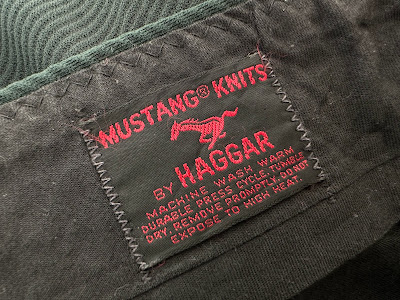 MUSTANG® KNITS
BY HAGGAR
MACHINE WASH WARM
DURABLE PRESS CYCLE, TUMBLE
DRY, REMOVE PROMPTLY. DO NOT
EXPOSE TO HIGH HEAT.